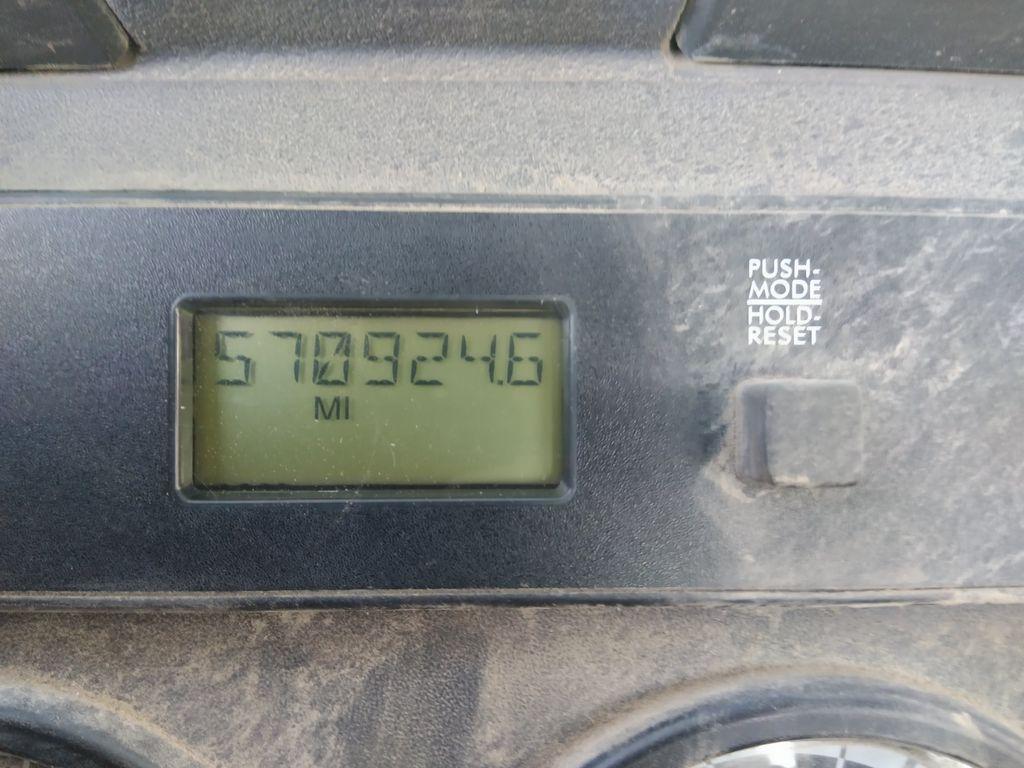 570924.6
MI
PUSH-
MODE
HOLD-
RESET